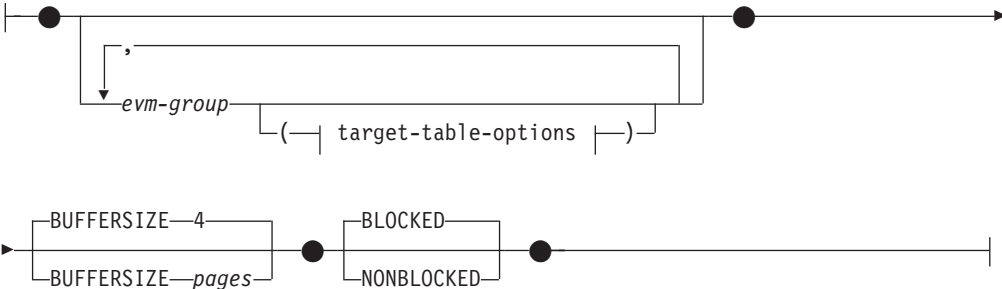 ,
evm-group
( target-table-options )
BUFFERSIZE 4 BLOCKED
BUFFERSIZE pages NONBLOCKED